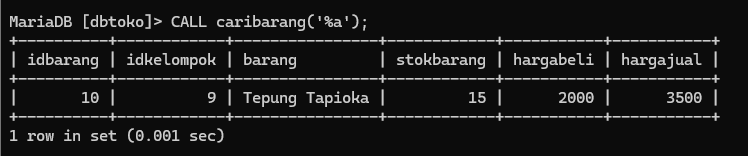 MariaDB [dbtoko]> CALL caribarang('%a');
+----------+------------+----------------+------------+-----------+-----------+
| idbarang | idkelompok | barang         | stokbarang | hargabeli | hargajual |
+----------+------------+----------------+------------+-----------+-----------+
|       10 |          9 | Tepung Tapioka |         15 |      2000 |      3500 |
+----------+------------+----------------+------------+-----------+-----------+
1 row in set (0.001 sec)